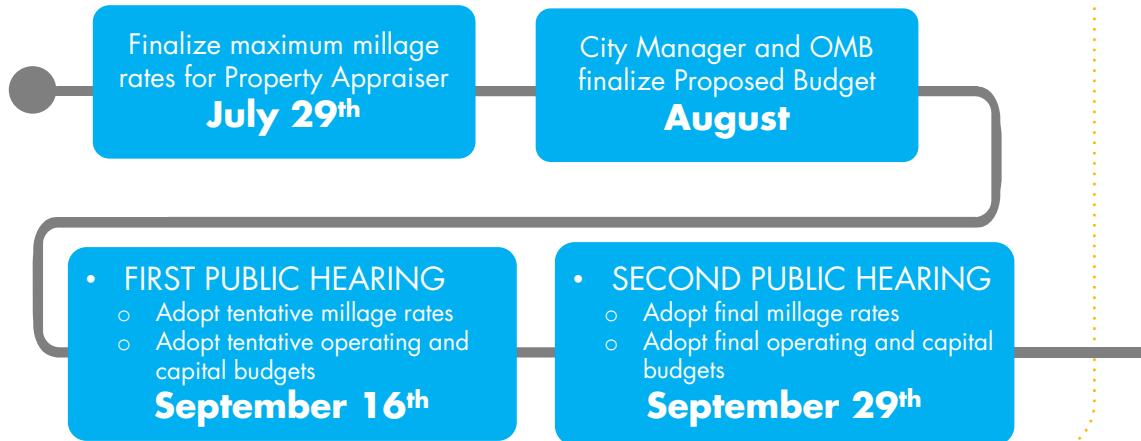 Finalize maximum millage
rates for Property Appraiser
July 29th
City Manager and OMB
finalize Proposed Budget
August
• FIRST PUBLIC HEARING
o Adopt tentative millage rates
o Adopt tentative operating and
capital budgets
September 16th
• SECOND PUBLIC HEARING
o Adopt final millage rates
o Adopt final operating and capital
budgets
September 29th